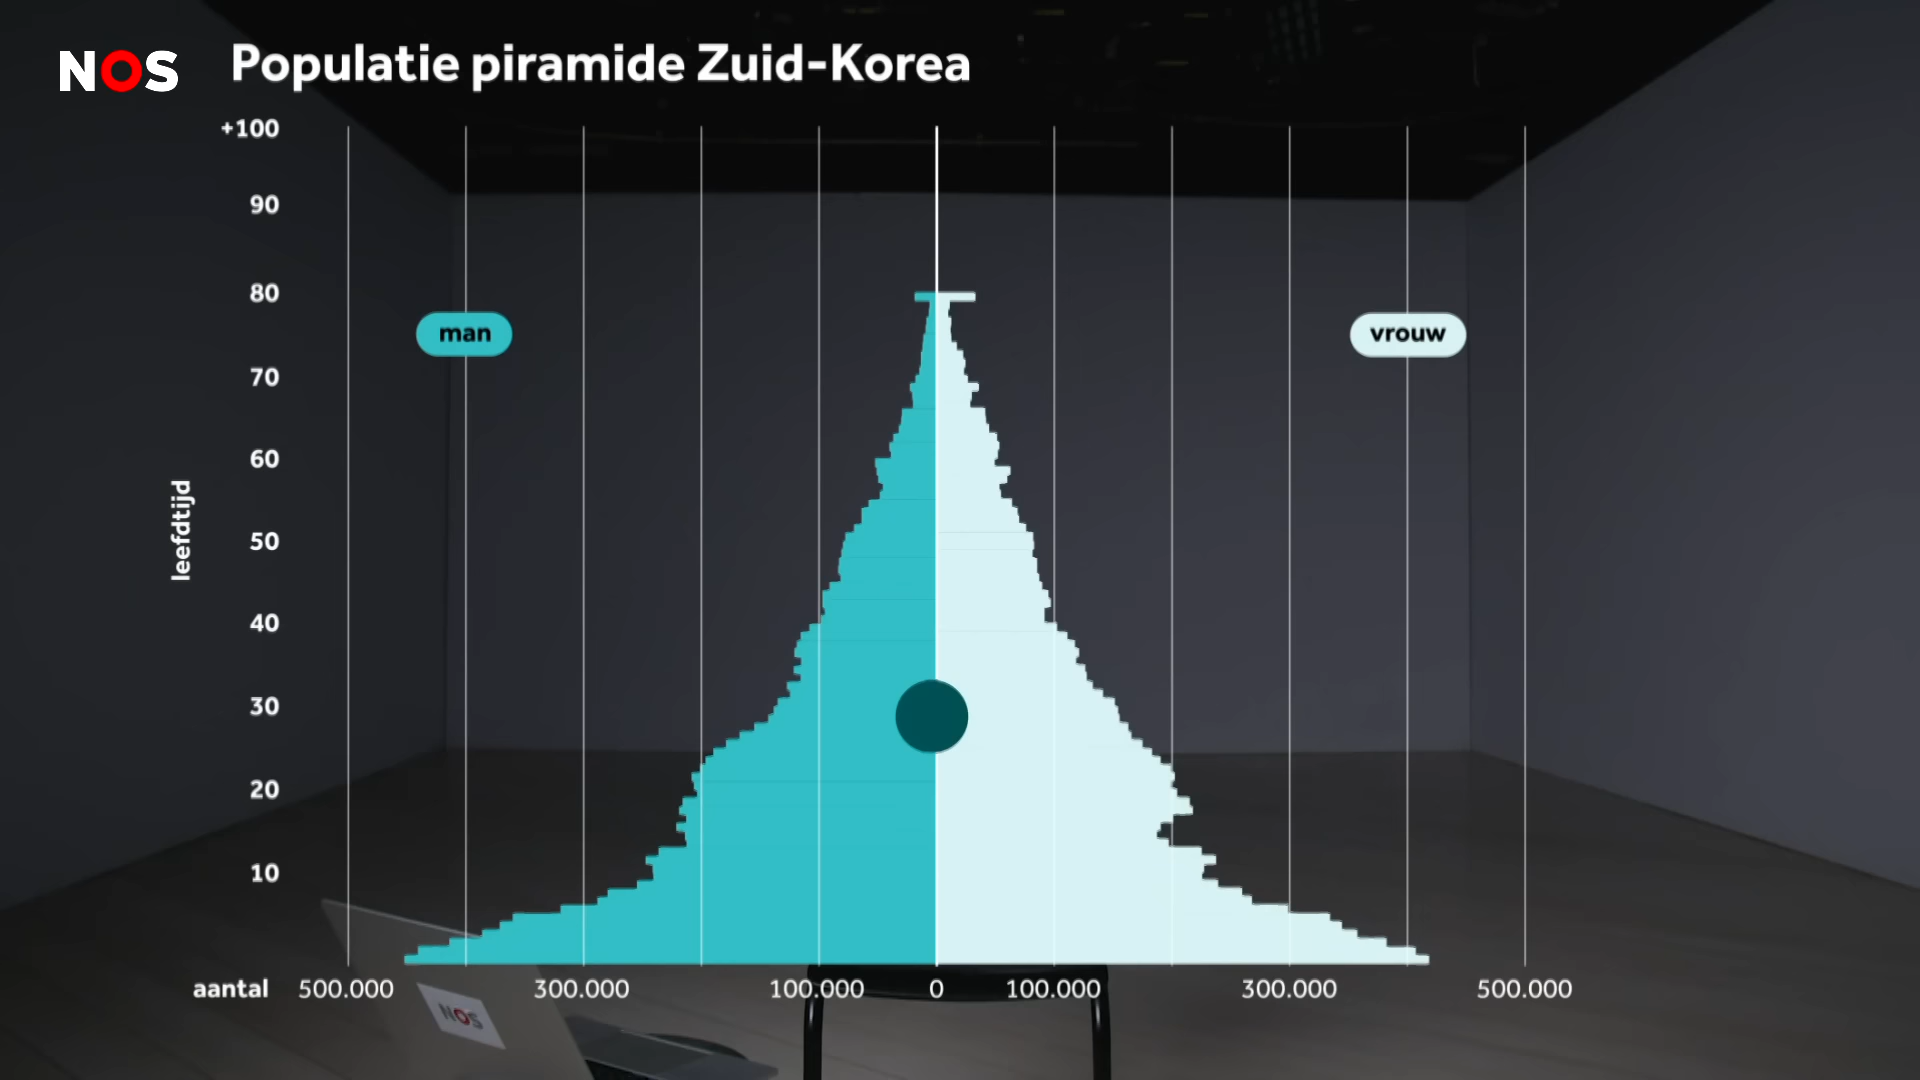 NOS
Populatie piramide Zuid-Korea
+100
90
80
man
vrouw
70
60
leefdtijd
50
40
30
20
10
aantal 500.000 300.000 100.000 0 100.000 300.000 500.000
NOS